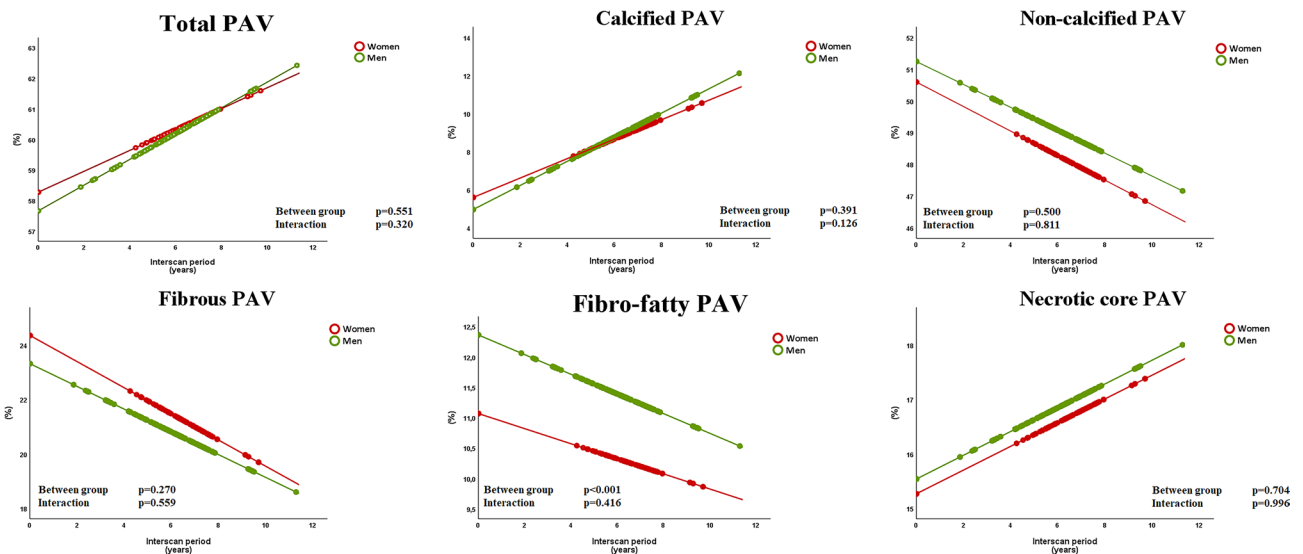 Total PAV
Women
Men
63
62
61
60
59
58
57
(%)
0 2 4 6 8 10 12
Interscan period
(years)
Between group p=0.551
Interaction p=0.320
Calcified PAV
Women
Men
14
12
10
8
6
4
(%)
0 2 4 6 8 10 12
Interscan period
(years)
Between group p=0.391
Interaction p=0.126
Non-calcified PAV
Women
Men
52
51
50
49
48
47
46
(%)
0 2 4 6 8 10 12
Interscan period
(years)
Between group p=0.500
Interaction p=0.811
Fibrous PAV
Women
Men
24
22
20
18
(%)
0 2 4 6 8 10 12
Interscan period
(years)
Between group p=0.270
Interaction p=0.559
Fibro-fatty PAV
Women
Men
12,5
12,0
11,5
11,0
10,5
10,0
9,5
(%)
0 2 4 6 8 10 12
Interscan period
(years)
Between group p<0.001
Interaction p=0.416
Necrotic core PAV
Women
Men
18
17
16
15
(%)
0 2 4 6 8 10 12
Interscan period
(years)
Between group p=0.704
Interaction p=0.996